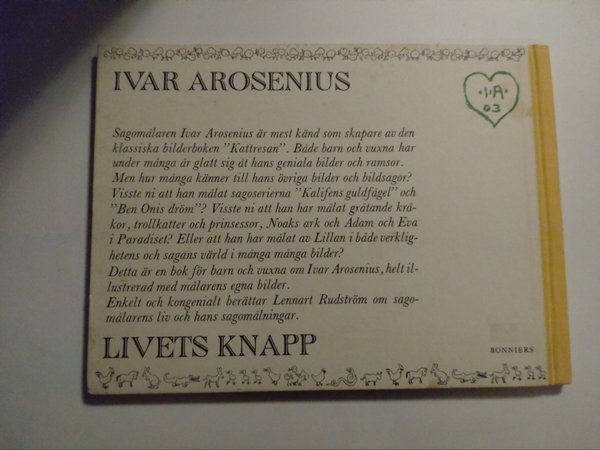 IVAR AROSENIUS
·I·A·
03
Sagomålaren Ivar Arosenius är mest känd som skapare av den
klassiska bilderboken "Kattresan". Både barn och vuxna har
under många år glatt sig åt hans geniala bilder och ramsor.
Men hur många känner till hans övriga bilder och bildsagor?
Visste ni att han målat sagoserierna "Kalifens guldfågel" och
"Ben Onis dröm"? Visste ni att han har målat gråtande krå-
kor, trollkatter och prinsessor, Noaks ark och Adam och Eva
i Paradiset? Eller att han har målat av Lillan i både verklig-
hetens och sagans värld i många många bilder?
Detta är en bok för barn och vuxna om Ivar Arosenius, helt il-
lustrerad med målarens egna bilder.
Enkelt och kongenialt berättar Lennart Rudström om sago-
målarens liv och hans sagomålningar.
LIVETS KNAPP
BONNIERS